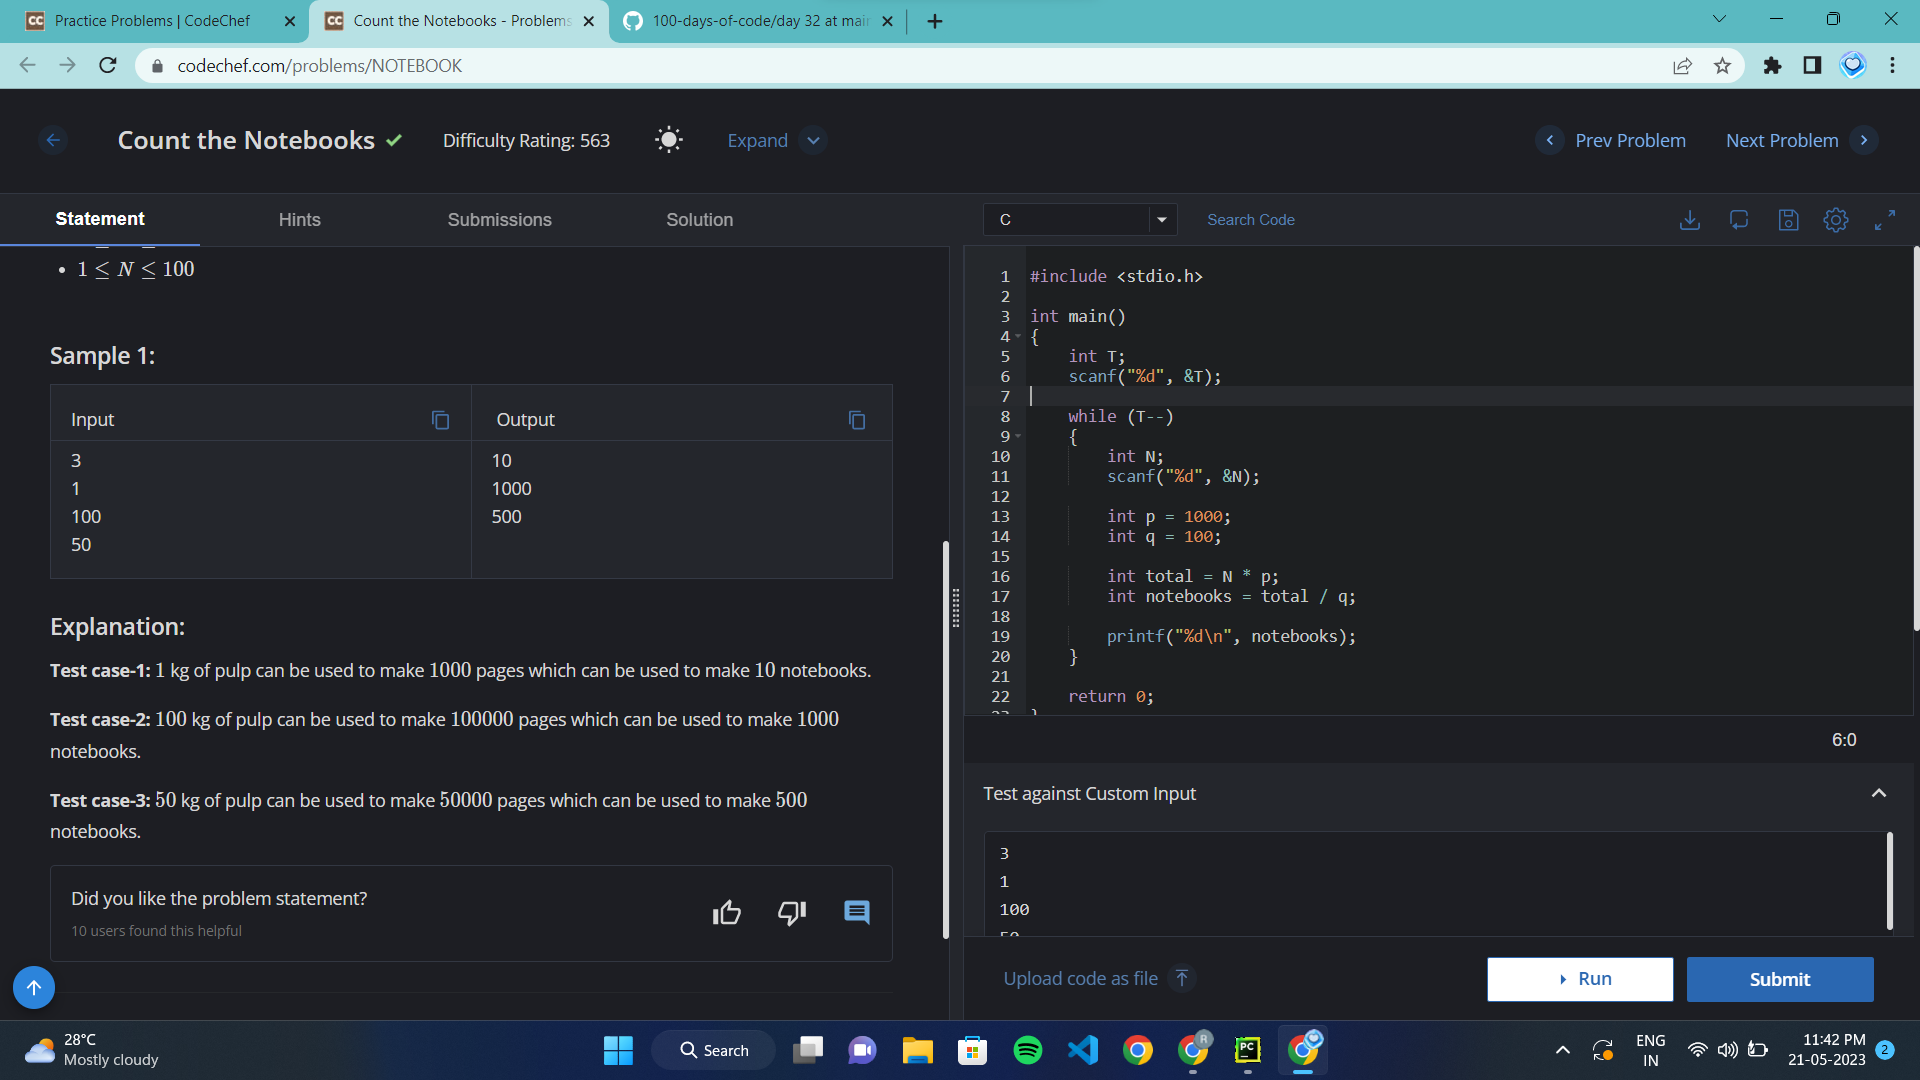 Practice Problems | CodeChef
Count the Notebooks - Problems
100-days-of-code/day 32 at main
codechef.com/problems/NOTEBOOK
Count the Notebooks
Difficulty Rating: 563
Expand
Prev Problem
Next Problem
Statement
Hints
Submissions
Solution
• 1 ≤ N ≤ 100
Sample 1:
Input
Output
3
1
100
50
10
1000
500
Explanation:
Test case-1: 1 kg of pulp can be used to make 1000 pages which can be used to make 10 notebooks.
Test case-2: 100 kg of pulp can be used to make 100000 pages which can be used to make 1000
notebooks.
Test case-3: 50 kg of pulp can be used to make 50000 pages which can be used to make 500
notebooks.
Did you like the problem statement?
10 users found this helpful
C
Search Code
1 #include <stdio.h>
2
3 int main()
4 {
5 int T;
6 scanf("%d", &T);
7
8 while (T--)
9 {
10 int N;
11 scanf("%d", &N);
12
13 int p = 1000;
14 int q = 100;
15
16 int total = N * p;
17 int notebooks = total / q;
18
19 printf("%d\n", notebooks);
20 }
21
22 return 0;
23 }
6:0
Test against Custom Input
3
1
100
50
Upload code as file
Run
Submit
28°C
Mostly cloudy
Search
R
PC
ENG
IN
11:42 PM
21-05-2023
2